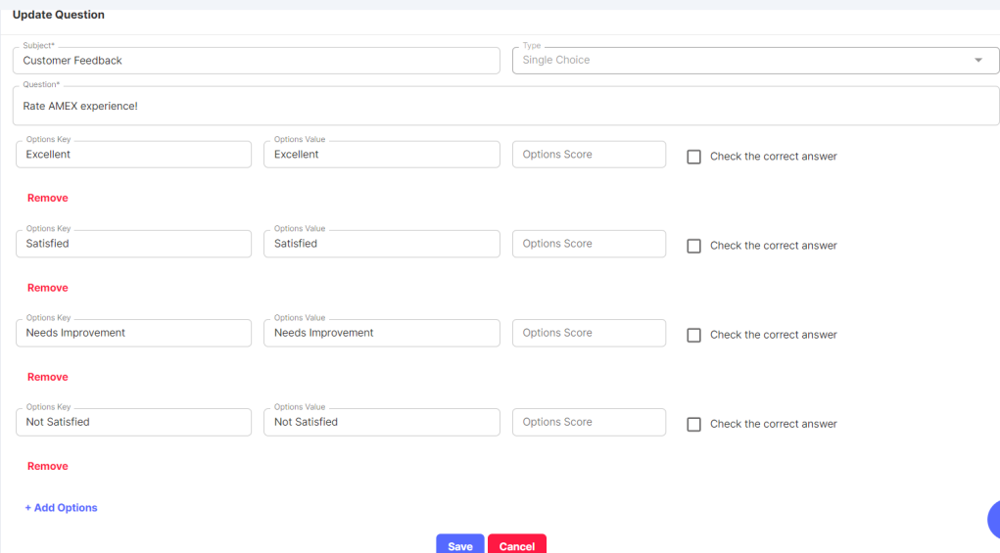 Update Question
Subject*
Type
Customer Feedback
Single Choice
Question*
Rate AMEX experience!
Options Key
Options Value
Excellent
Excellent
Options Score
Check the correct answer
Remove
Options Key
Options Value
Satisfied
Satisfied
Options Score
Check the correct answer
Remove
Options Key
Options Value
Needs Improvement
Needs Improvement
Options Score
Check the correct answer
Remove
Options Key
Options Value
Not Satisfied
Not Satisfied
Options Score
Check the correct answer
Remove
+ Add Options
Save
Cancel